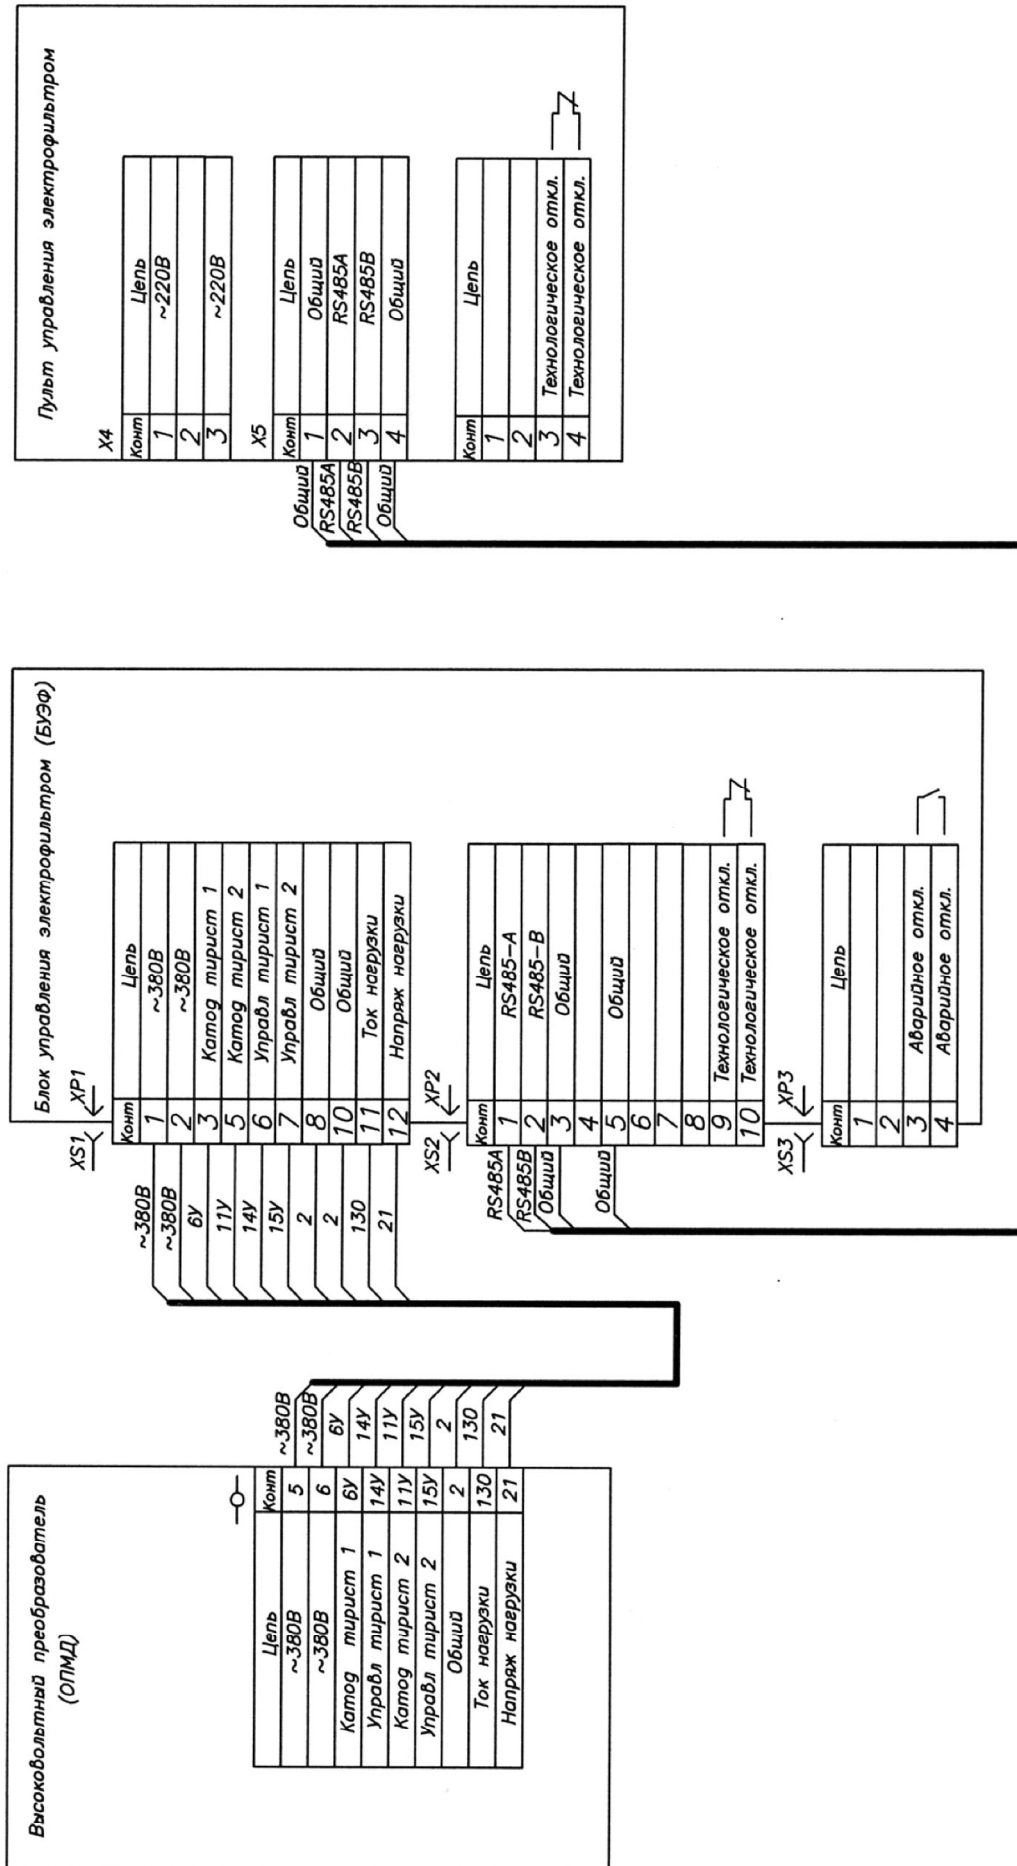 Высоковольтный преобразователь
(ОПМД)
Цепь Конт
~380В 5 ~380В
~380В 6 ~380В
Катод тирист 1 6У 6У
Управл тирист 1 14У 14У
Катод тирист 2 11У 11У
Управл тирист 2 15У 15У
Общий 2 2
Ток нагрузки 130 130
Напряж нагрузки 21 21
Блок управления электрофильтром (БУЭФ)
XS1 XP1
Конт Цепь
~380В 1 ~380В
~380В 2 ~380В
6У 3 Катод тирист 1
11У 5 Катод тирист 2
14У 6 Управл тирист 1
15У 7 Управл тирист 2
2 8 Общий
2 10 Общий
130 11 Ток нагрузки
21 12 Напряж нагрузки
XS2 XP2
Конт Цепь
RS485A 1 RS485-A
RS485B 2 RS485-B
Общий 3 Общий
4
Общий 5 Общий
6
7
8
9 Технологическое откл.
10 Технологическое откл.
XS3 XP3
Конт Цепь
1
2
3 Аварийное откл.
4 Аварийное откл.
Пульт управления электрофильтром
X4
Конт Цепь
1 ~220В
2
3 ~220В
X5
Конт Цепь
Общий 1 Общий
RS485A 2 RS485A
RS485B 3 RS485B
Общий 4 Общий
Конт Цепь
1
2
3 Технологическое откл.
4 Технологическое откл.